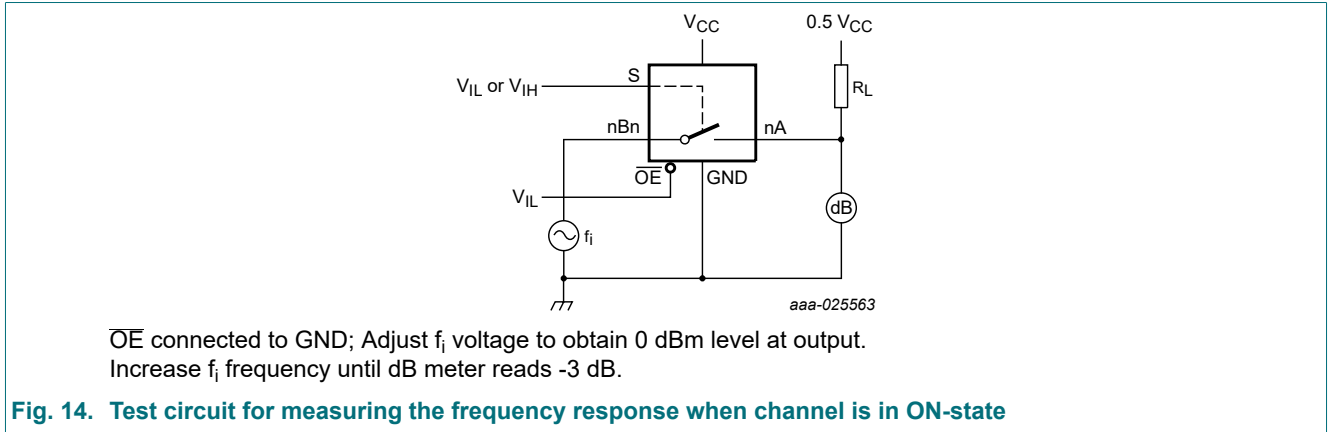 VCC
0.5 VCC
VIL or VIH
S
RL
nBn
nA
OE
GND
VIL
dB
fi
aaa-025563
OE connected to GND; Adjust fi voltage to obtain 0 dBm level at output.
Increase fi frequency until dB meter reads -3 dB.
Fig. 14. Test circuit for measuring the frequency response when channel is in ON-state